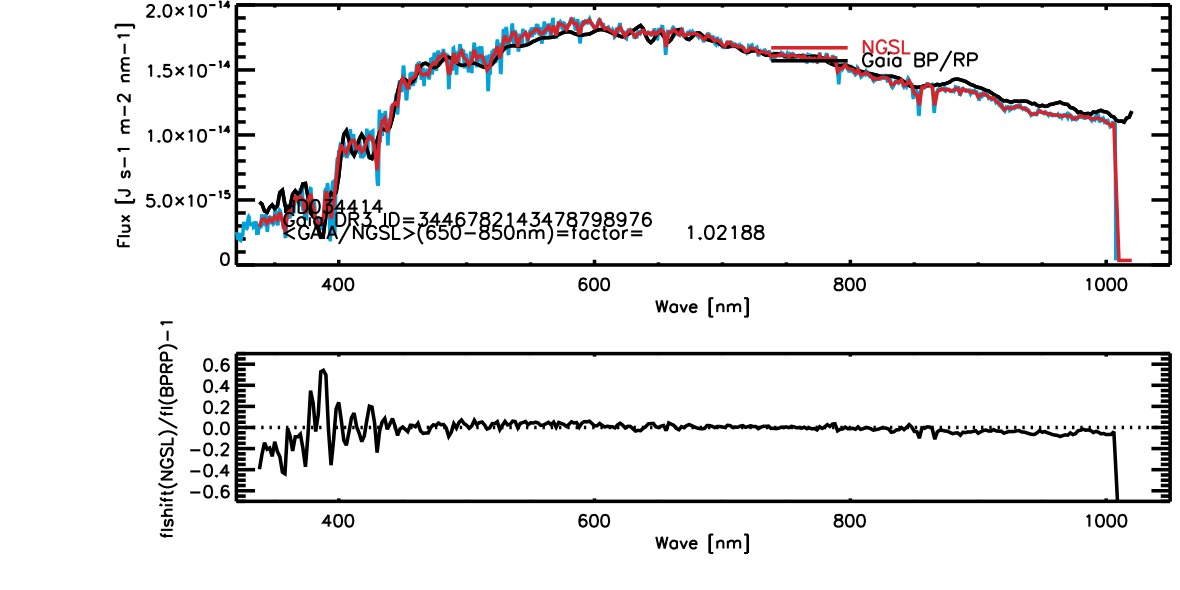 2.0×10−14
1.5×10−14
1.0×10−14
5.0×10−15
0
Flux [J s−1 m−2 nm−1]
NGSL
Gaia BP/RP
HD034414
Gaia DR3 ID=3446782143478798976
<GAIA/NGSL>(650−850nm)=factor= 1.02188
400 600 800 1000
Wave [nm]
0.6
0.4
0.2
0.0
−0.2
−0.4
−0.6
flshift(NGSL)/fl(BPRP)−1
400 600 800 1000
Wave [nm]